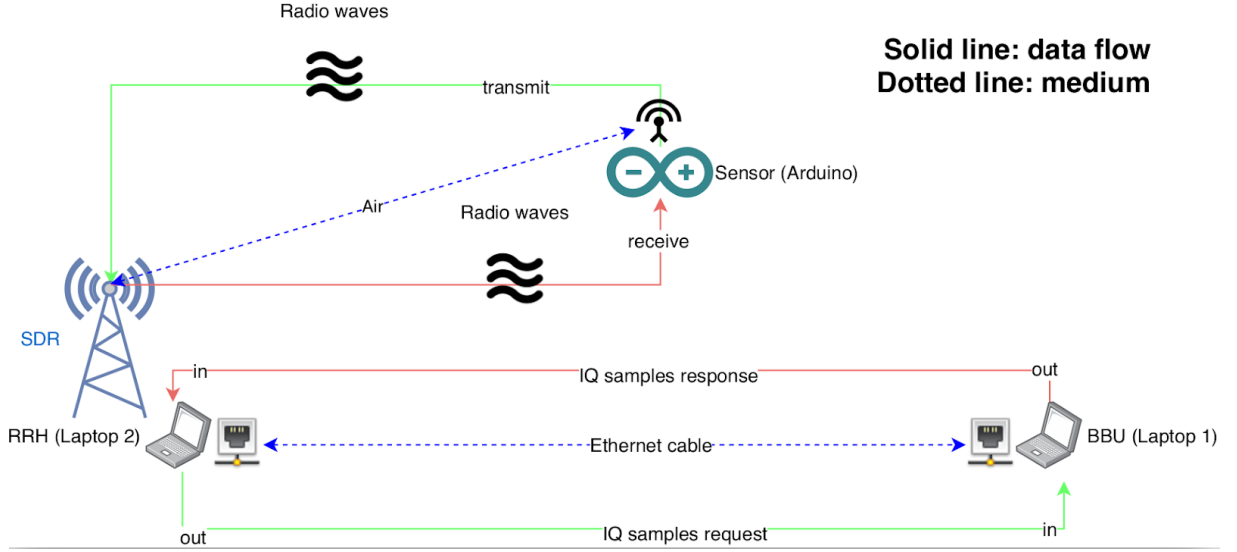 Radio waves
Solid line: data flow
Dotted line: medium
transmit
Sensor (Arduino)
Air
Radio waves
receive
SDR
in
IQ samples response
out
RRH (Laptop 2)
Ethernet cable
BBU (Laptop 1)
out
IQ samples request
in